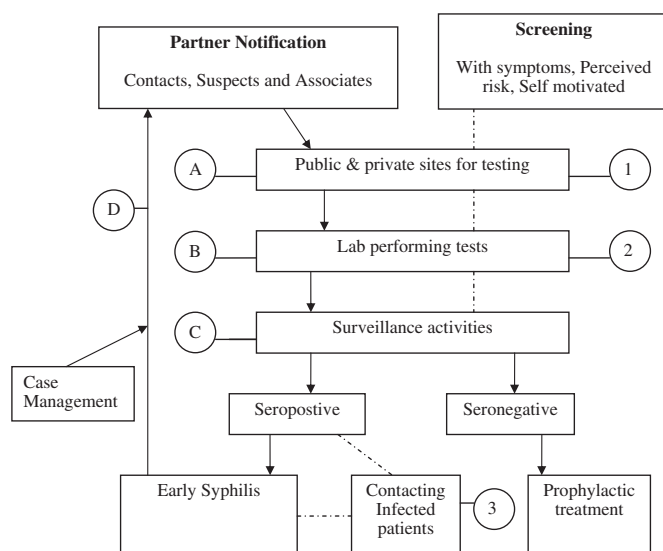 Partner Notification
Contacts, Suspects and Associates
Screening
With symptoms, Perceived
risk, Self motivated
A
Public & private sites for testing
1
D
B
Lab performing tests
2
C
Surveillance activities
Case
Management
Seropostive
Seronegative
Early Syphilis
Contacting
Infected
patients
3
Prophylactic
treatment